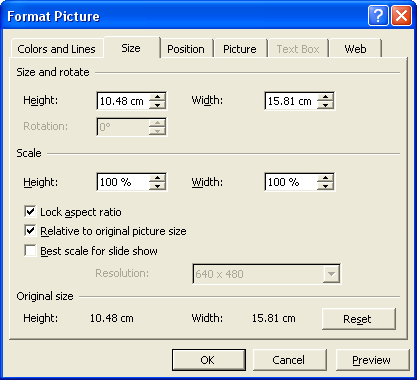 Format Picture
Colors and Lines Size Position Picture Text Box Web
Size and rotate
Height: 10.48 cm Width: 15.81 cm
Rotation: 0°
Scale
Height: 100 % Width: 100 %
Lock aspect ratio
Relative to original picture size
Best scale for slide show
Resolution: 640 x 480
Original size
Height: 10.48 cm Width: 15.81 cm Reset
OK Cancel Preview